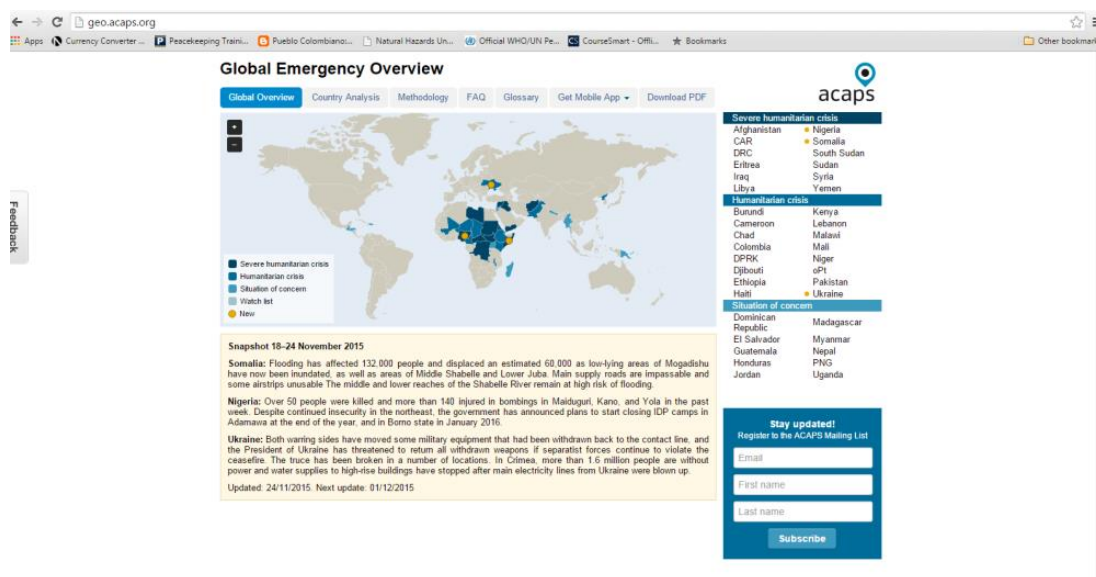 geo.acaps.org
Apps Currency Converter ... Peacekeeping Traini... Pueblo Colombiano:... Natural Hazards Un... Official WHO/UN Pe... CourseSmart - Offli... Bookmarks Other bookmark
Global Emergency Overview
acaps
Global Overview Country Analysis Methodology FAQ Glossary Get Mobile App Download PDF
+
−
Severe humanitarian crisis
Humanitarian crisis
Situation of concern
Watch list
New
Snapshot 18–24 November 2015
Somalia: Flooding has affected 132,000 people and displaced an estimated 60,000 as low-lying areas of Mogadishu
have now been inundated, as well as areas of Middle Shabelle and Lower Juba. Main supply roads are impassable and
some airstrips unusable The middle and lower reaches of the Shabelle River remain at high risk of flooding.
Nigeria: Over 50 people were killed and more than 140 injured in bombings in Maiduguri, Kano, and Yola in the past
week. Despite continued insecurity in the northeast, the government has announced plans to start closing IDP camps in
Adamawa at the end of the year, and in Borno state in January 2016.
Ukraine: Both warring sides have moved some military equipment that had been withdrawn back to the contact line, and
the President of Ukraine has threatened to return all withdrawn weapons if separatist forces continue to violate the
ceasefire. The truce has been broken in a number of locations. In Crimea, more than 1.6 million people are without
power and water supplies to high-rise buildings have stopped after main electricity lines from Ukraine were blown up.
Updated: 24/11/2015. Next update: 01/12/2015
Severe humanitarian crisis
Afghanistan Nigeria
CAR Somalia
DRC South Sudan
Eritrea Sudan
Iraq Syria
Libya Yemen
Humanitarian crisis
Burundi Kenya
Cameroon Lebanon
Chad Malawi
Colombia Mali
DPRK Niger
Djibouti oPt
Ethiopia Pakistan
Haiti Ukraine
Situation of concern
Dominican
Republic Madagascar
El Salvador Myanmar
Guatemala Nepal
Honduras PNG
Jordan Uganda
Stay updated!
Register to the ACAPS Mailing List
Email
First name
Last name
Subscribe
Feedback